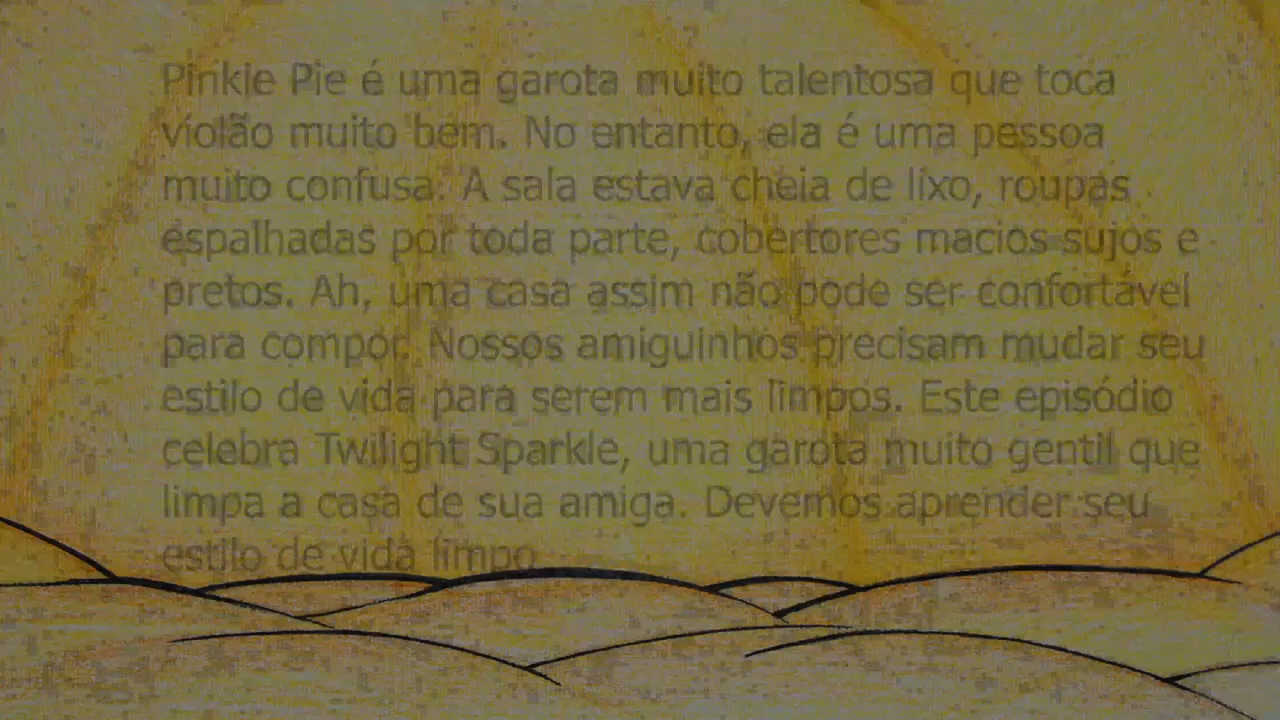 Pinkie Pie é uma garota muito talentosa que toca
violão muito bem. No entanto, ela é uma pessoa
muito confusa. A sala estava cheia de lixo, roupas
espalhadas por toda parte, cobertores macios sujos e
pretos. Ah, uma casa assim não pode ser confortável
para compor. Nossos amiguinhos precisam mudar seu
estilo de vida para serem mais limpos. Este episódio
celebra Twilight Sparkle, uma garota muito gentil que
limpa a casa de sua amiga. Devemos aprender seu
estilo de vida limpo.